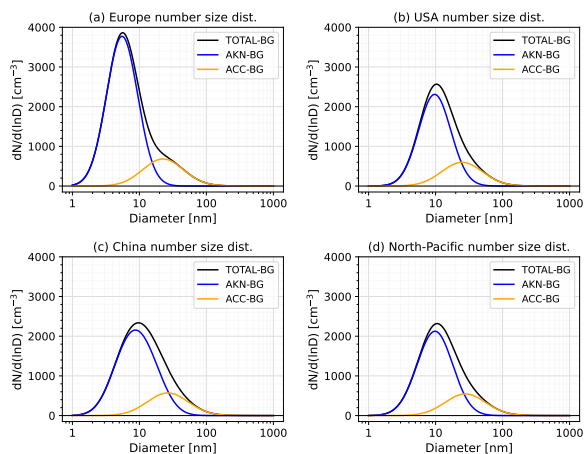 (a) Europe number size dist.
dN/d(lnD) [cm⁻³]
4000
3000
2000
1000
0
TOTAL-BG
AKN-BG
ACC-BG
1 10 100 1000
Diameter [nm]
(b) USA number size dist.
dN/d(lnD) [cm⁻³]
4000
3000
2000
1000
0
TOTAL-BG
AKN-BG
ACC-BG
1 10 100 1000
Diameter [nm]
(c) China number size dist.
dN/d(lnD) [cm⁻³]
4000
3000
2000
1000
0
TOTAL-BG
AKN-BG
ACC-BG
1 10 100 1000
Diameter [nm]
(d) North-Pacific number size dist.
dN/d(lnD) [cm⁻³]
4000
3000
2000
1000
0
TOTAL-BG
AKN-BG
ACC-BG
1 10 100 1000
Diameter [nm]